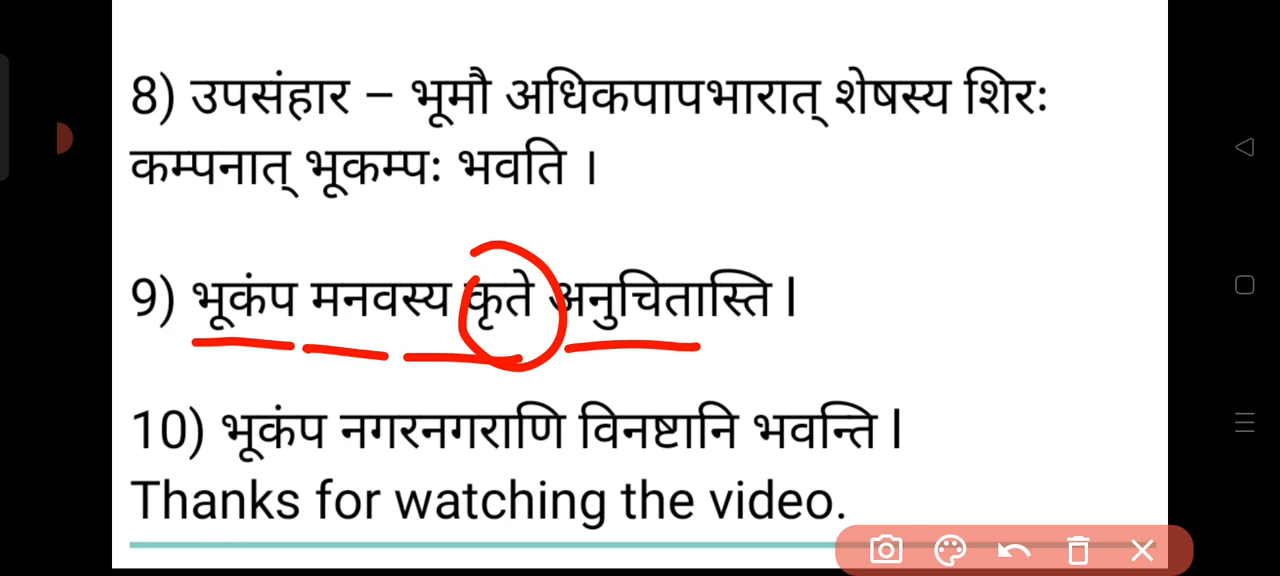 8) उपसंहार – भूमौ अधिकपापभारात् शेषस्य शिरः
कम्पनात् भूकम्पः भवति ।
9) भूकंप मनवस्य कृते अनुचितास्ति l
10) भूकंप नगरनगराणि विनष्टानि भवन्ति l
Thanks for watching the video.